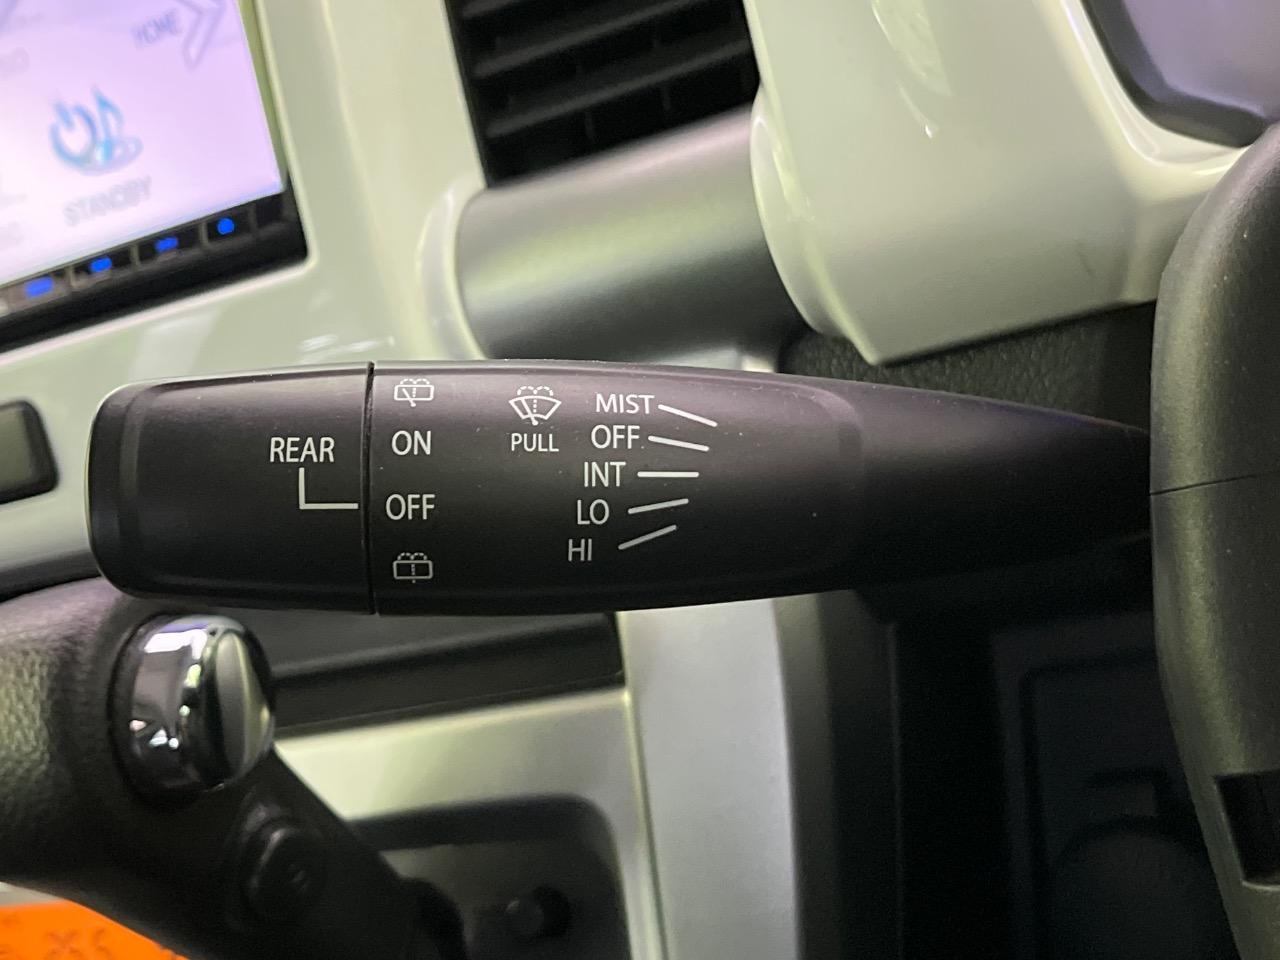 HOME
STANDBY
REAR
ON
OFF
PULL
MIST
OFF
INT
LO
HI